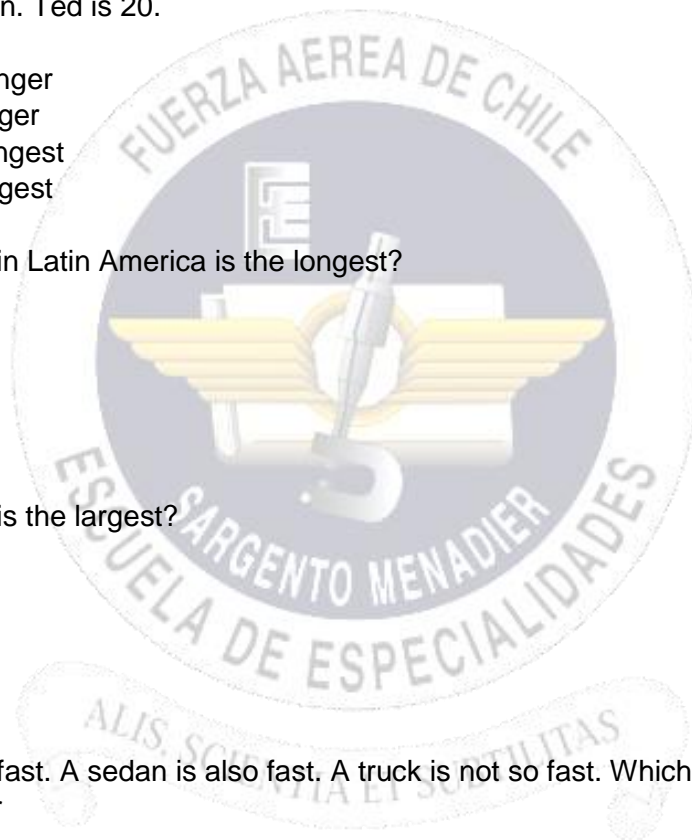 n. Ted is 20.
nger
ger
ngest
gest
in Latin America is the longest?
is the largest?
fast. A sedan is also fast. A truck is not so fast. Which
FUERZA AEREA DE CHILE
SARGENTO MENADIER
ESCUELA DE ESPECIALIDADES
ALIS, SCIENTIA ET SUBTILITAS